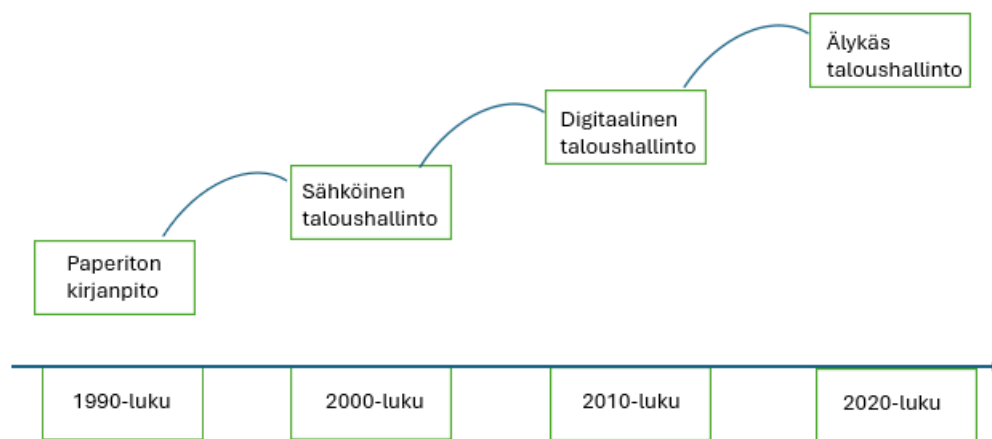 Älykäs
taloushallinto
Digitaalinen
taloushallinto
Sähköinen
taloushallinto
Paperiton
kirjanpito
1990-luku
2000-luku
2010-luku
2020-luku